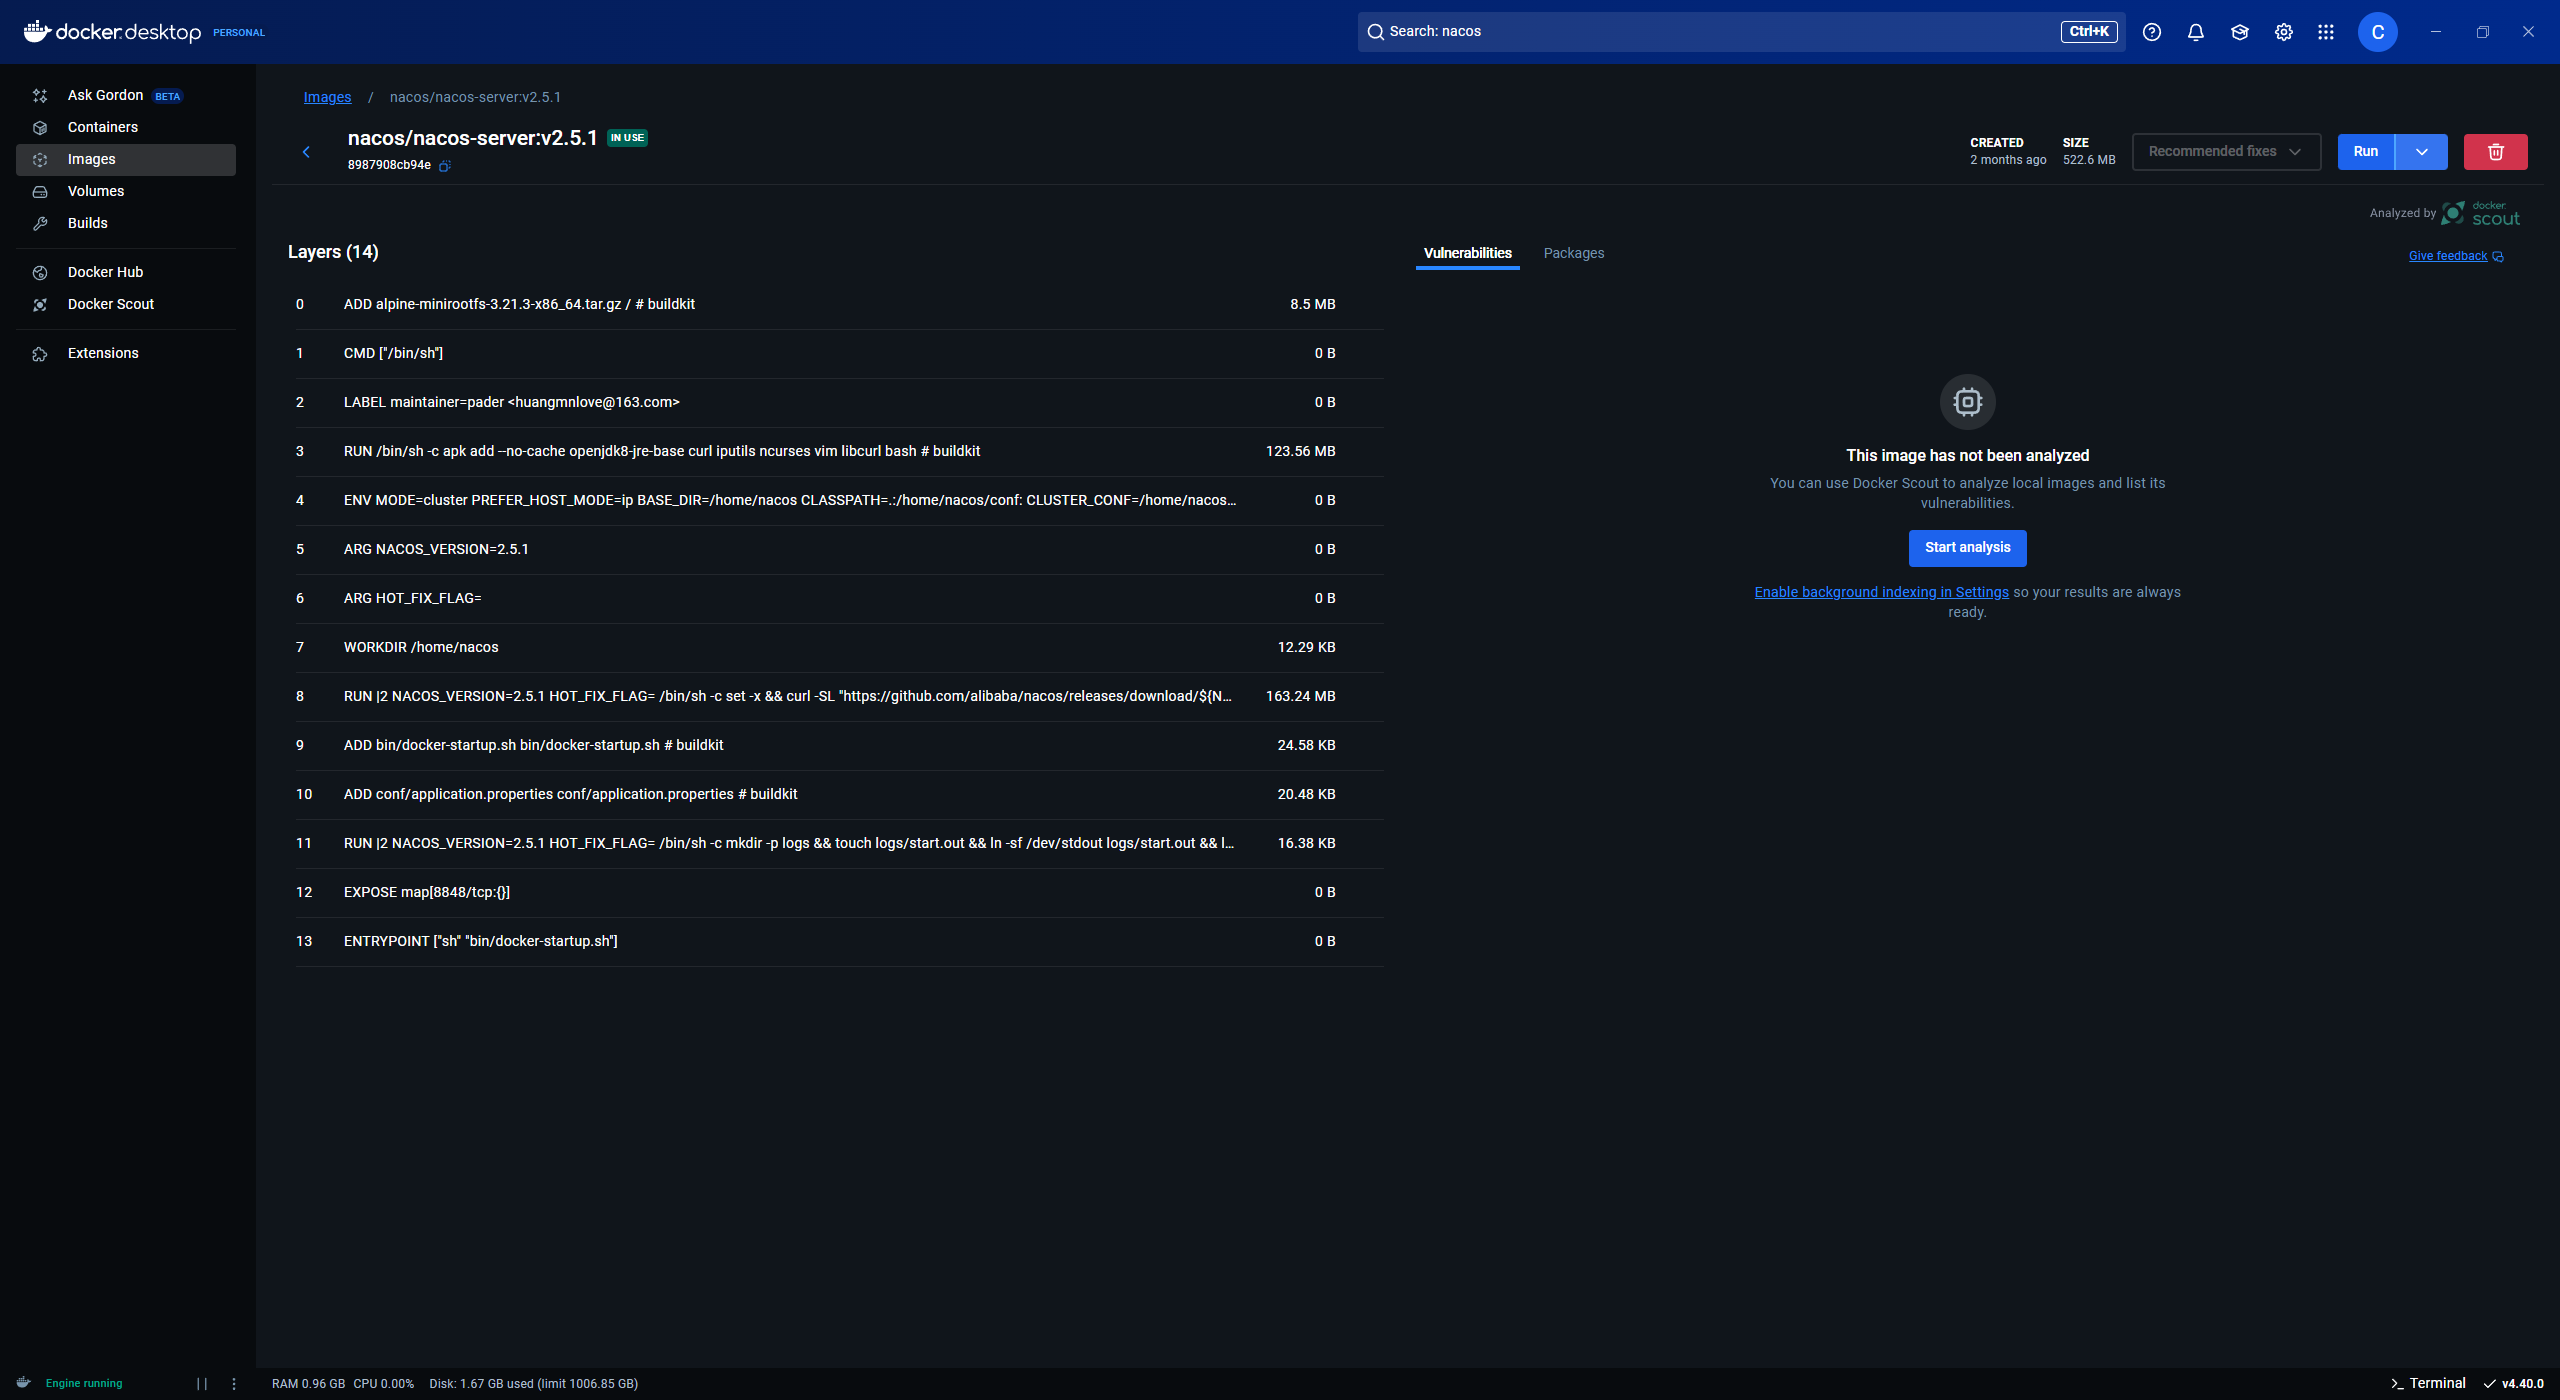 docker desktop PERSONAL
Search: nacos
Ctrl+K
C
Ask Gordon BETA
Containers
Images
Volumes
Builds
Docker Hub
Docker Scout
Extensions
Images / nacos/nacos-server:v2.5.1
nacos/nacos-server:v2.5.1 IN USE
8987908cb94e
CREATED
2 months ago
SIZE
522.6 MB
Recommended fixes
Run
Analyzed by docker scout
Give feedback
Layers (14)
0 ADD alpine-minirootfs-3.21.3-x86_64.tar.gz / # buildkit 8.5 MB
1 CMD ["/bin/sh"] 0 B
2 LABEL maintainer=pader <huangmnlove@163.com> 0 B
3 RUN /bin/sh -c apk add --no-cache openjdk8-jre-base curl iputils ncurses vim libcurl bash # buildkit 123.56 MB
4 ENV MODE=cluster PREFER_HOST_MODE=ip BASE_DIR=/home/nacos CLASSPATH=.:/home/nacos/conf: CLUSTER_CONF=/home/nacos... 0 B
5 ARG NACOS_VERSION=2.5.1 0 B
6 ARG HOT_FIX_FLAG= 0 B
7 WORKDIR /home/nacos 12.29 KB
8 RUN |2 NACOS_VERSION=2.5.1 HOT_FIX_FLAG= /bin/sh -c set -x && curl -SL "https://github.com/alibaba/nacos/releases/download/${N... 163.24 MB
9 ADD bin/docker-startup.sh bin/docker-startup.sh # buildkit 24.58 KB
10 ADD conf/application.properties conf/application.properties # buildkit 20.48 KB
11 RUN |2 NACOS_VERSION=2.5.1 HOT_FIX_FLAG= /bin/sh -c mkdir -p logs && touch logs/start.out && ln -sf /dev/stdout logs/start.out && l... 16.38 KB
12 EXPOSE map[8848/tcp:{}] 0 B
13 ENTRYPOINT ["sh" "bin/docker-startup.sh"] 0 B
Vulnerabilities
Packages
This image has not been analyzed
You can use Docker Scout to analyze local images and list its
vulnerabilities.
Start analysis
Enable background indexing in Settings so your results are always
ready.
Engine running
RAM 0.96 GB CPU 0.00% Disk: 1.67 GB used (limit 1006.85 GB)
Terminal
v4.40.0